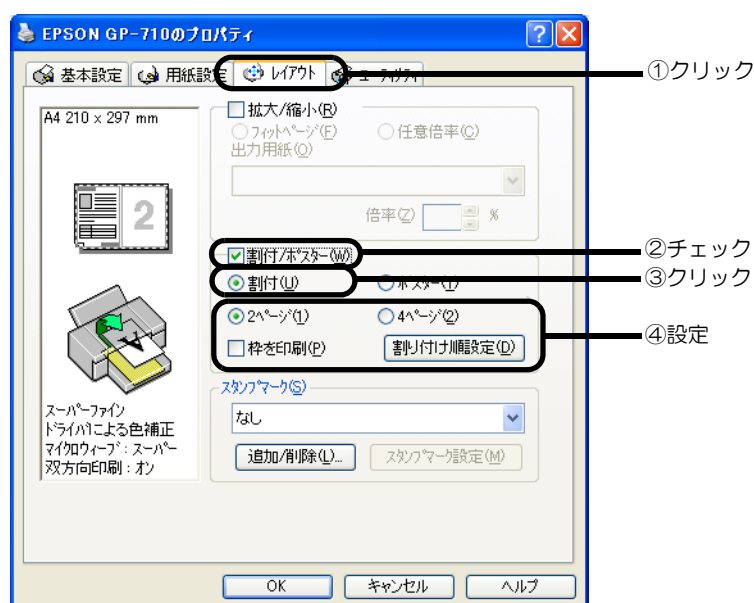 EPSON GP-710のプロパティ
基本設定 用紙設定 レイアウト ユーティリティ
①クリック
A4 210 x 297 mm
拡大/縮小(R)
フィットページ(F) 任意倍率(C)
出力用紙(O)
倍率(Z) %
2
割付/ポスター(W)
②チェック
割付(U) ポスター(T)
③クリック
2ページ(1) 4ページ(2)
④設定
枠を印刷(P) 割り付け順設定(D)
スタンプマーク(S)
なし
追加/削除(L)... スタンプマーク設定(M)
スーパーファイン
ドライバによる色補正
マイクロウィーブ:スーパー
双方向印刷:オン
OK キャンセル ヘルプ